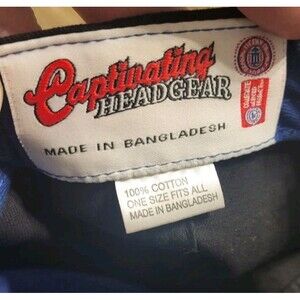 Captivating
HEADGEAR
MADE IN BANGLADESH
100% COTTON
ONE SIZE FITS ALL
MADE IN BANGLADESH